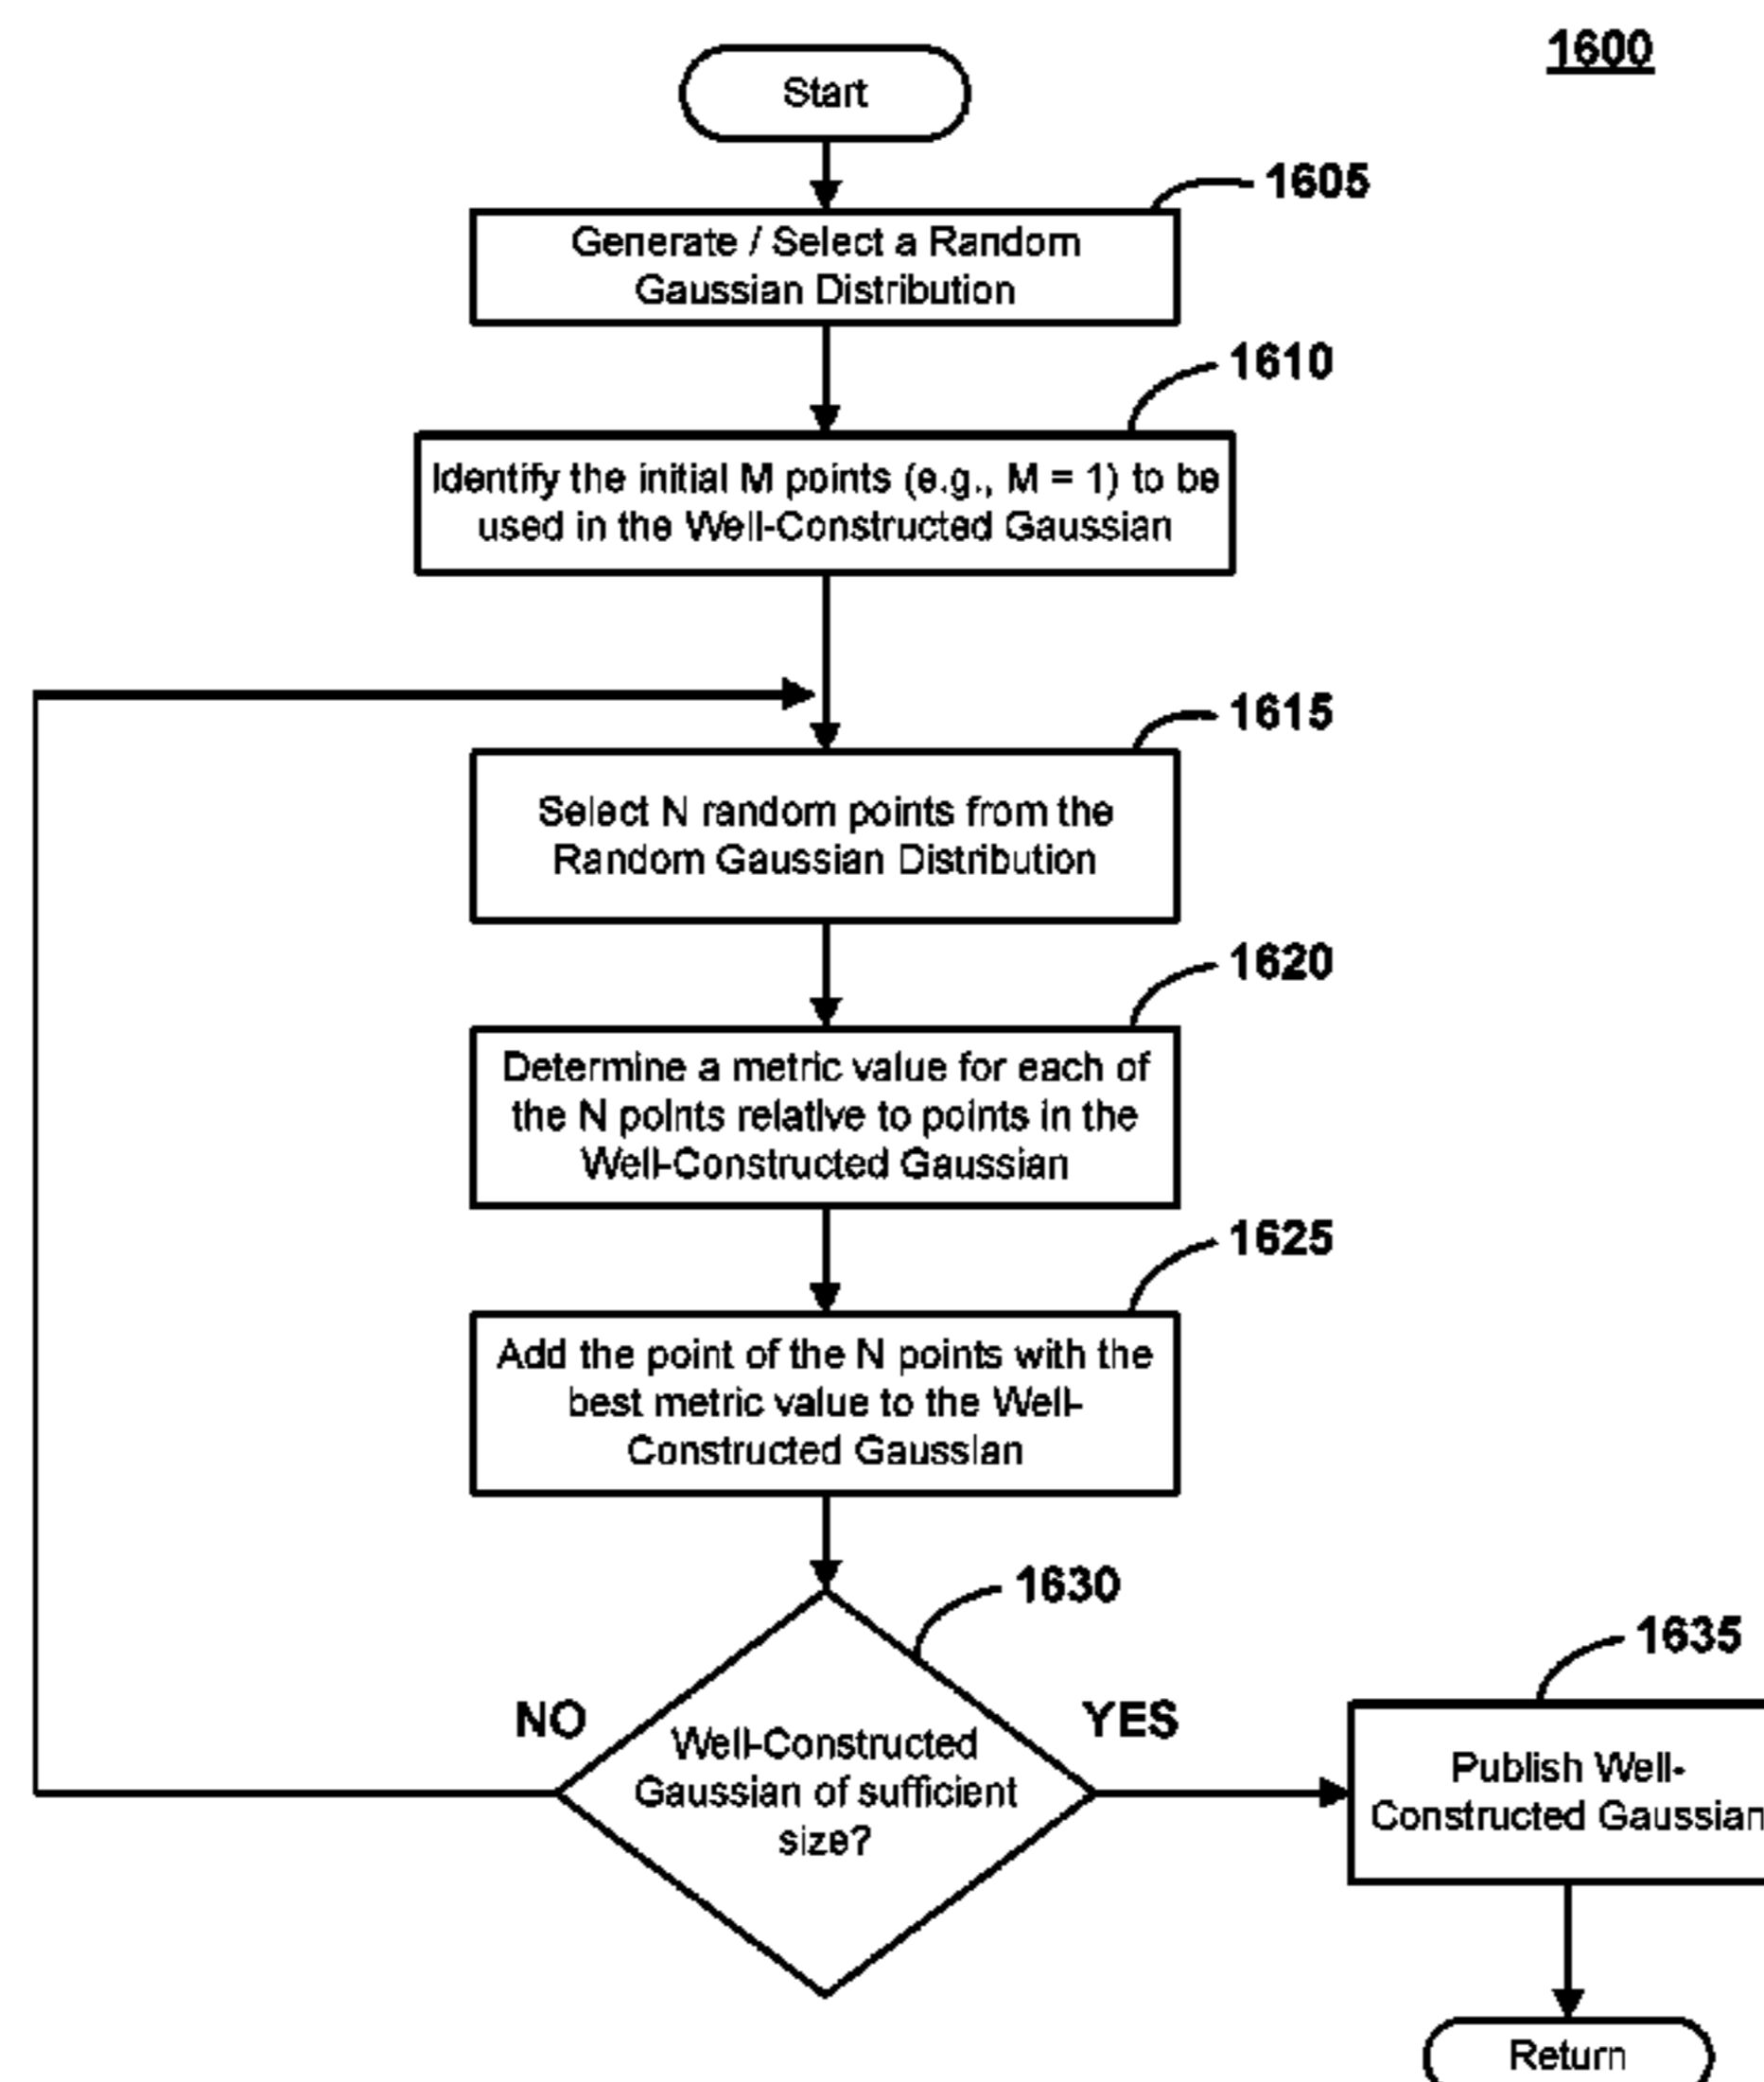 1600
Start
1605
Generate / Select a Random
Gaussian Distribution
1610
Identify the initial M points (e.g., M = 1) to be
used in the Well-Constructed Gaussian
1615
Select N random points from the
Random Gaussian Distribution
1620
Determine a metric value for each of
the N points relative to points in the
Well-Constructed Gaussian
1625
Add the point of the N points with the
best metric value to the Well-
Constructed Gaussian
1630
NO
Well-Constructed
Gaussian of sufficient
size?
YES
1635
Publish Well-
Constructed Gaussian
Return